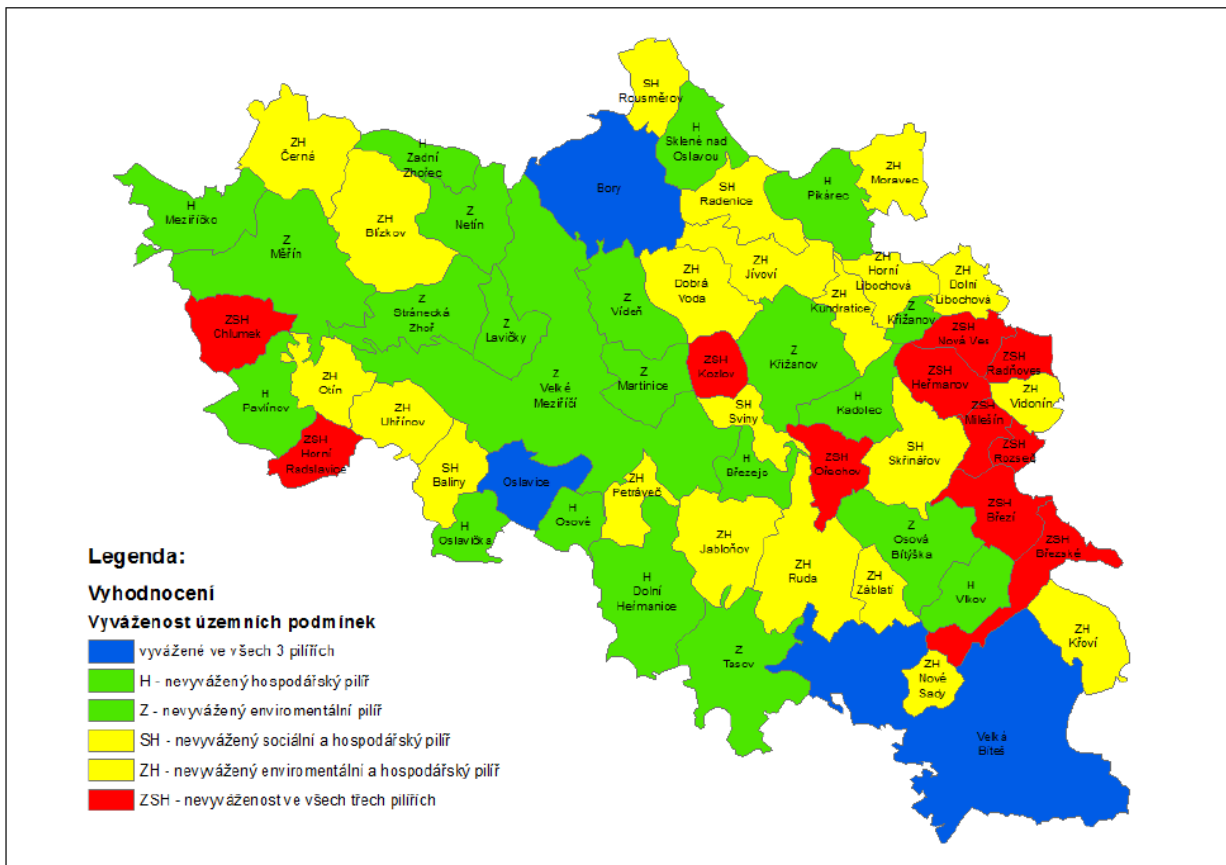 SH
Rousměrov
H
Sklené nad
Oslavou
ZH
Černá
H
Zadní
Zhořec
ZH
Moravec
Bory
SH
Radenice
H
Pikárec
H
Meziříčko
Z
Netín
Z
Měřín
ZH
Blízkov
ZH
Dobrá
Voda
ZH
Jívoví
ZH
Horní
Libochová
ZH
Dolní
Libochová
ZH
Kundratice
Z
Křižanov
Z
Stránecká
Zhoř
Z
Vídeň
ZSH
Chlumek
Z
Lavičky
ZSH
Nová Ves
ZSH
Radňoves
ZSH
Kozlov
Z
Křižanov
ZSH
Heřmanov
ZH
Otín
Z
Velké
Meziříčí
Z
Martinice
ZH
Vidonín
H
Pavlínov
H
Kadolec
ZSH
Milešín
ZH
Uhřínov
SH
Sviny
ZSH
Horní
Radslavice
SH
Skřinářov
ZSH
Rozseč
SH
Baliny
Oslavice
H
Březejc
ZSH
Ořechov
ZH
Petráveč
ZSH
Březí
H
Osové
H
Oslavička
ZH
Jabloňov
Z
Osová
Bítýška
ZSH
Březské
ZH
Ruda
ZH
Záblatí
H
Dolní
Heřmanice
H
Vlkov
ZH
Křoví
Z
Tasov
ZH
Nové
Sady
Velká
Bíteš
Legenda:
Vyhodnocení
Vyváženost územních podmínek
vyvážené ve všech 3 pilířích
H - nevyvážený hospodářský pilíř
Z - nevyvážený enviromentální pilíř
SH - nevyvážený sociální a hospodářský pilíř
ZH - nevyvážený enviromentální a hospodářský pilíř
ZSH - nevyváženost ve všech třech pilířích